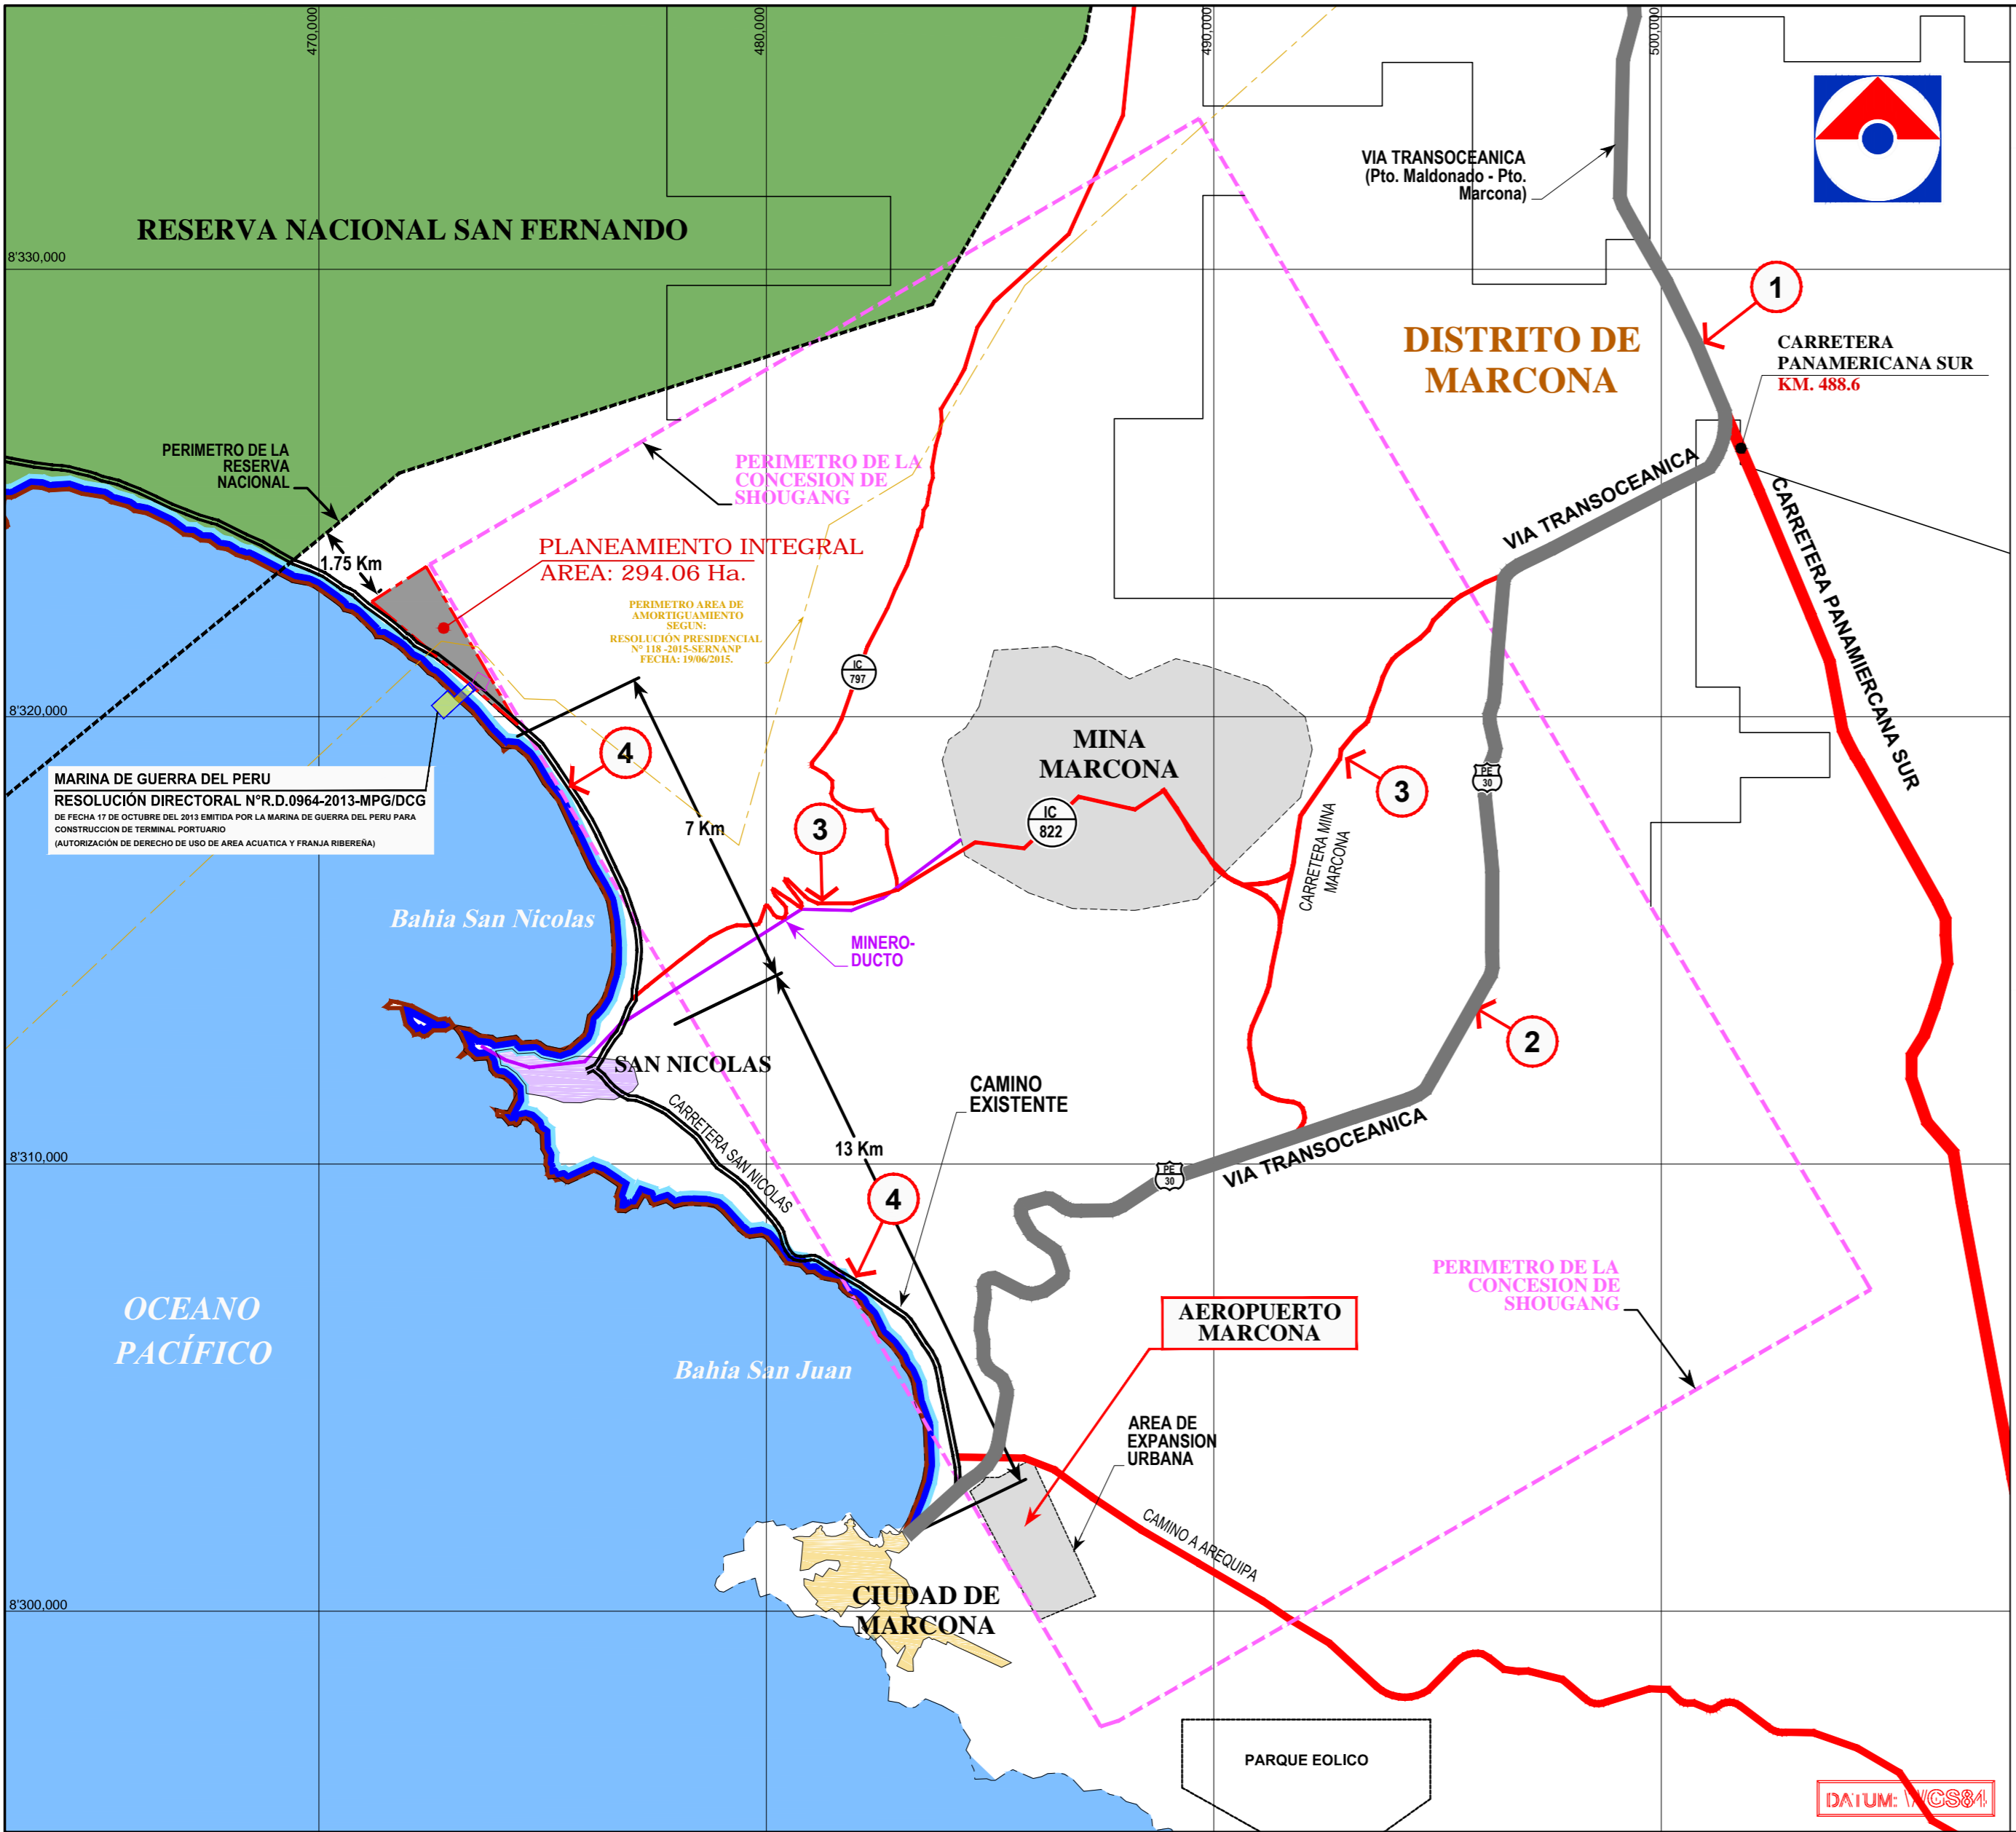 470,000
480,000
490,000
500,000
VIA TRANSOCEANICA
(Pto. Maldonado - Pto.
Marcona)
RESERVA NACIONAL SAN FERNANDO
8'330,000
1
DISTRITO DE
MARCONA
CARRETERA
PANAMERICANA SUR
KM. 488.6
PERIMETRO DE LA
RESERVA
NACIONAL
PERIMETRO DE LA
CONCESION DE
SHOUGANG
VIA TRANSOCEANICA
CARRETERA PANAMIERCANA SUR
1.75 Km
PLANEAMIENTO INTEGRAL
AREA: 294.06 Ha.
PERIMETRO AREA DE
AMORTIGUAMIENTO
SEGUN:
RESOLUCIÓN PRESIDENCIAL
N° 118 -2015-SERNANP
FECHA: 19/06/2015.
IC
797
8'320,000
4
MINA
MARCONA
PE
30
3
MARINA DE GUERRA DEL PERU
RESOLUCIÓN DIRECTORAL N°R.D.0964-2013-MPG/DCG
DE FECHA 17 DE OCTUBRE DEL 2013 EMITIDA POR LA MARINA DE GUERRA DEL PERU PARA
CONSTRUCCION DE TERMINAL PORTUARIO
(AUTORIZACIÓN DE DERECHO DE USO DE AREA ACUATICA Y FRANJA RIBEREÑA)
7 Km
3
IC
822
CARRETERA MINA
MARCONA
Bahia San Nicolas
MINERO-
DUCTO
2
SAN NICOLAS
CAMINO
EXISTENTE
CARRETERA SAN NICOLAS
13 Km
8'310,000
PE
30
VIA TRANSOCEANICA
4
PERIMETRO DE LA
CONCESION DE
SHOUGANG
OCEANO
PACÍFICO
AEROPUERTO
MARCONA
Bahia San Juan
AREA DE
EXPANSION
URBANA
CAMINO A AREQUIPA
8'300,000
CIUDAD DE
MARCONA
PARQUE EOLICO
DATUM: WGS84